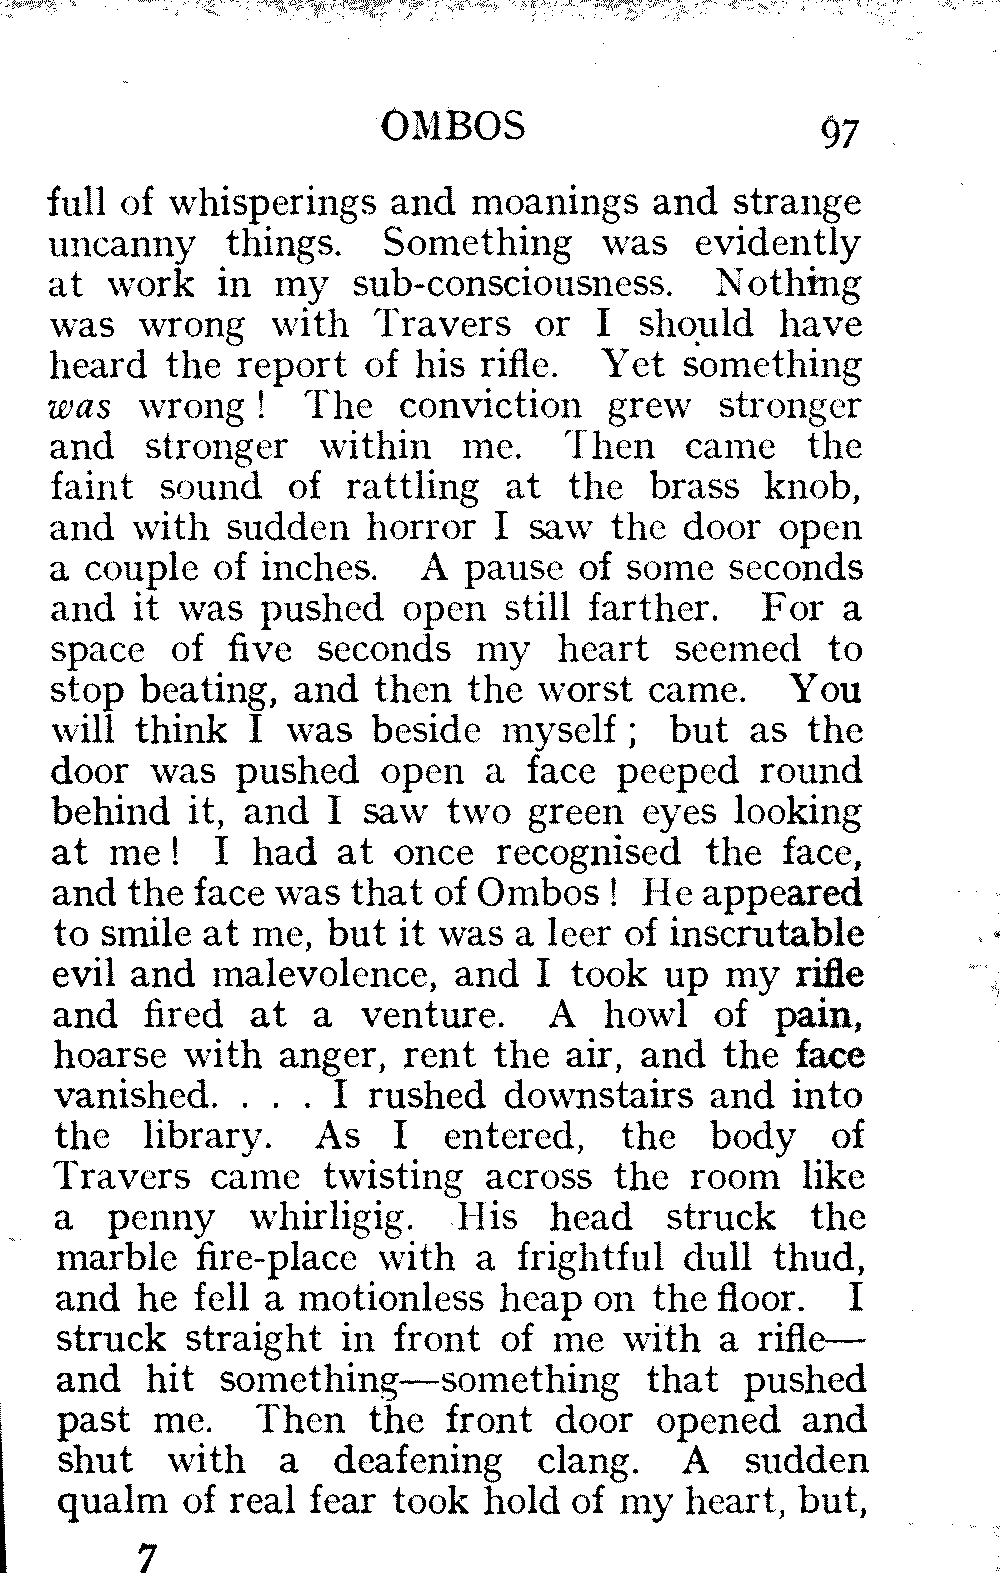 OMBOS 97
full of whisperings and moanings and strange
uncanny things. Something was evidently
at work in my sub-consciousness. Nothing
was wrong with Travers or I should have
heard the report of his rifle. Yet something
was wrong ! The conviction grew stronger
and stronger within me. Then came the
faint sound of rattling at the brass knob,
and with sudden horror I saw the door open
a couple of inches. A pause of some seconds
and it was pushed open still farther. For a
space of five seconds my heart seemed to
stop beating, and then the worst came. You
will think I was beside myself ; but as the
door was pushed open a face peeped round
behind it, and I saw two green eyes looking
at me ! I had at once recognised the face,
and the face was that of Ombos ! He appeared
to smile at me, but it was a leer of inscrutable
evil and malevolence, and I took up my rifle
and fired at a venture. A howl of pain,
hoarse with anger, rent the air, and the face
vanished. . . . I rushed downstairs and into
the library. As I entered, the body of
Travers came twisting across the room like
a penny whirligig. His head struck the
marble fire-place with a frightful dull thud,
and he fell a motionless heap on the floor. I
struck straight in front of me with a rifle—
and hit something—something that pushed
past me. Then the front door opened and
shut with a deafening clang. A sudden
qualm of real fear took hold of my heart, but,
7